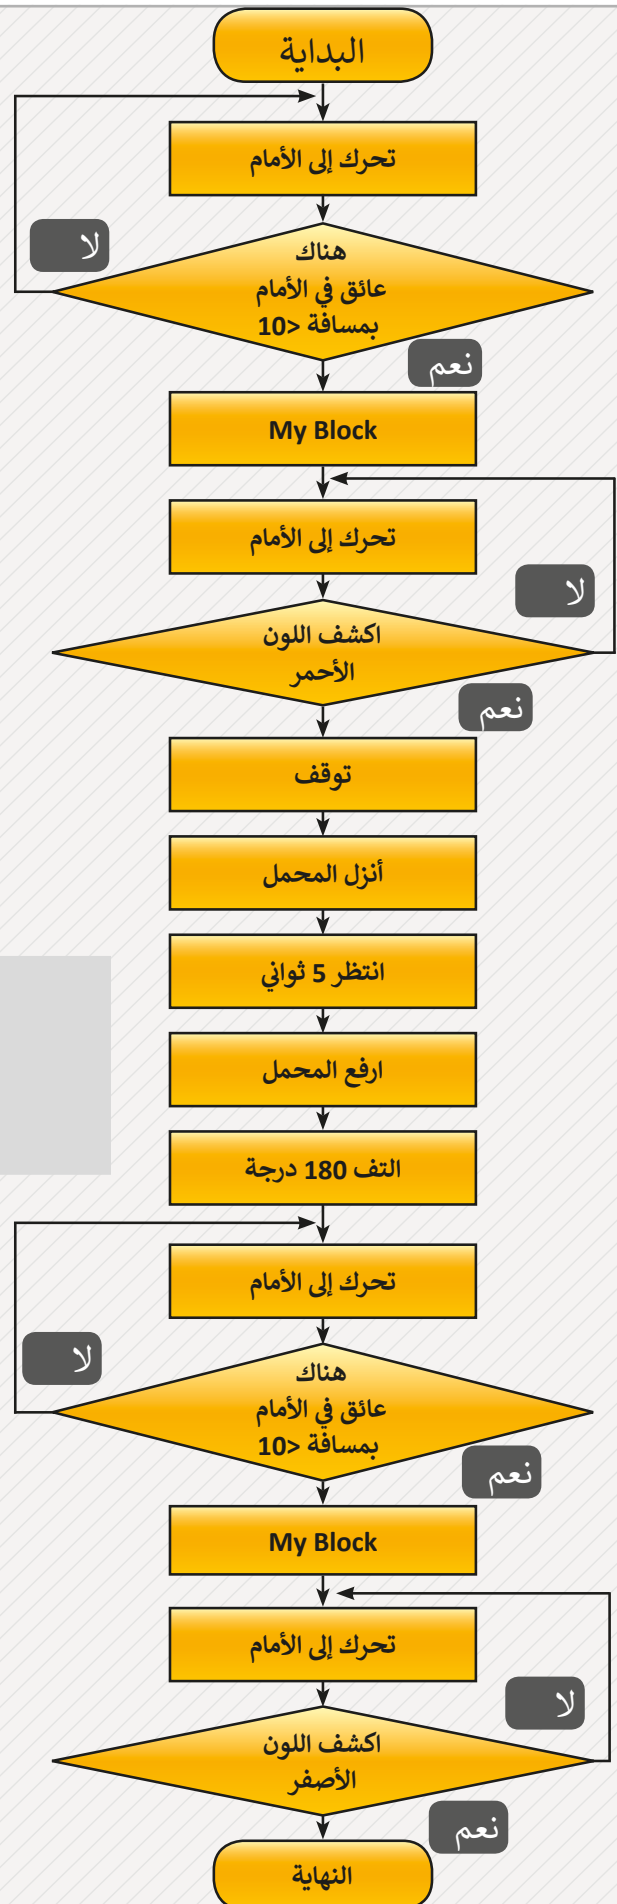 البداية
تحرك إلى الأمام
هناك
عائق في الأمام
بمسافة <10
لا
نعم
My Block
تحرك إلى الأمام
لا
اكشف اللون
الأحمر
نعم
توقف
أنزل المحمل
انتظر 5 ثواني
ارفع المحمل
التف 180 درجة
تحرك إلى الأمام
لا
هناك
عائق في الأمام
بمسافة <10
نعم
My Block
تحرك إلى الأمام
لا
اكشف اللون
الأصفر
نعم
النهاية